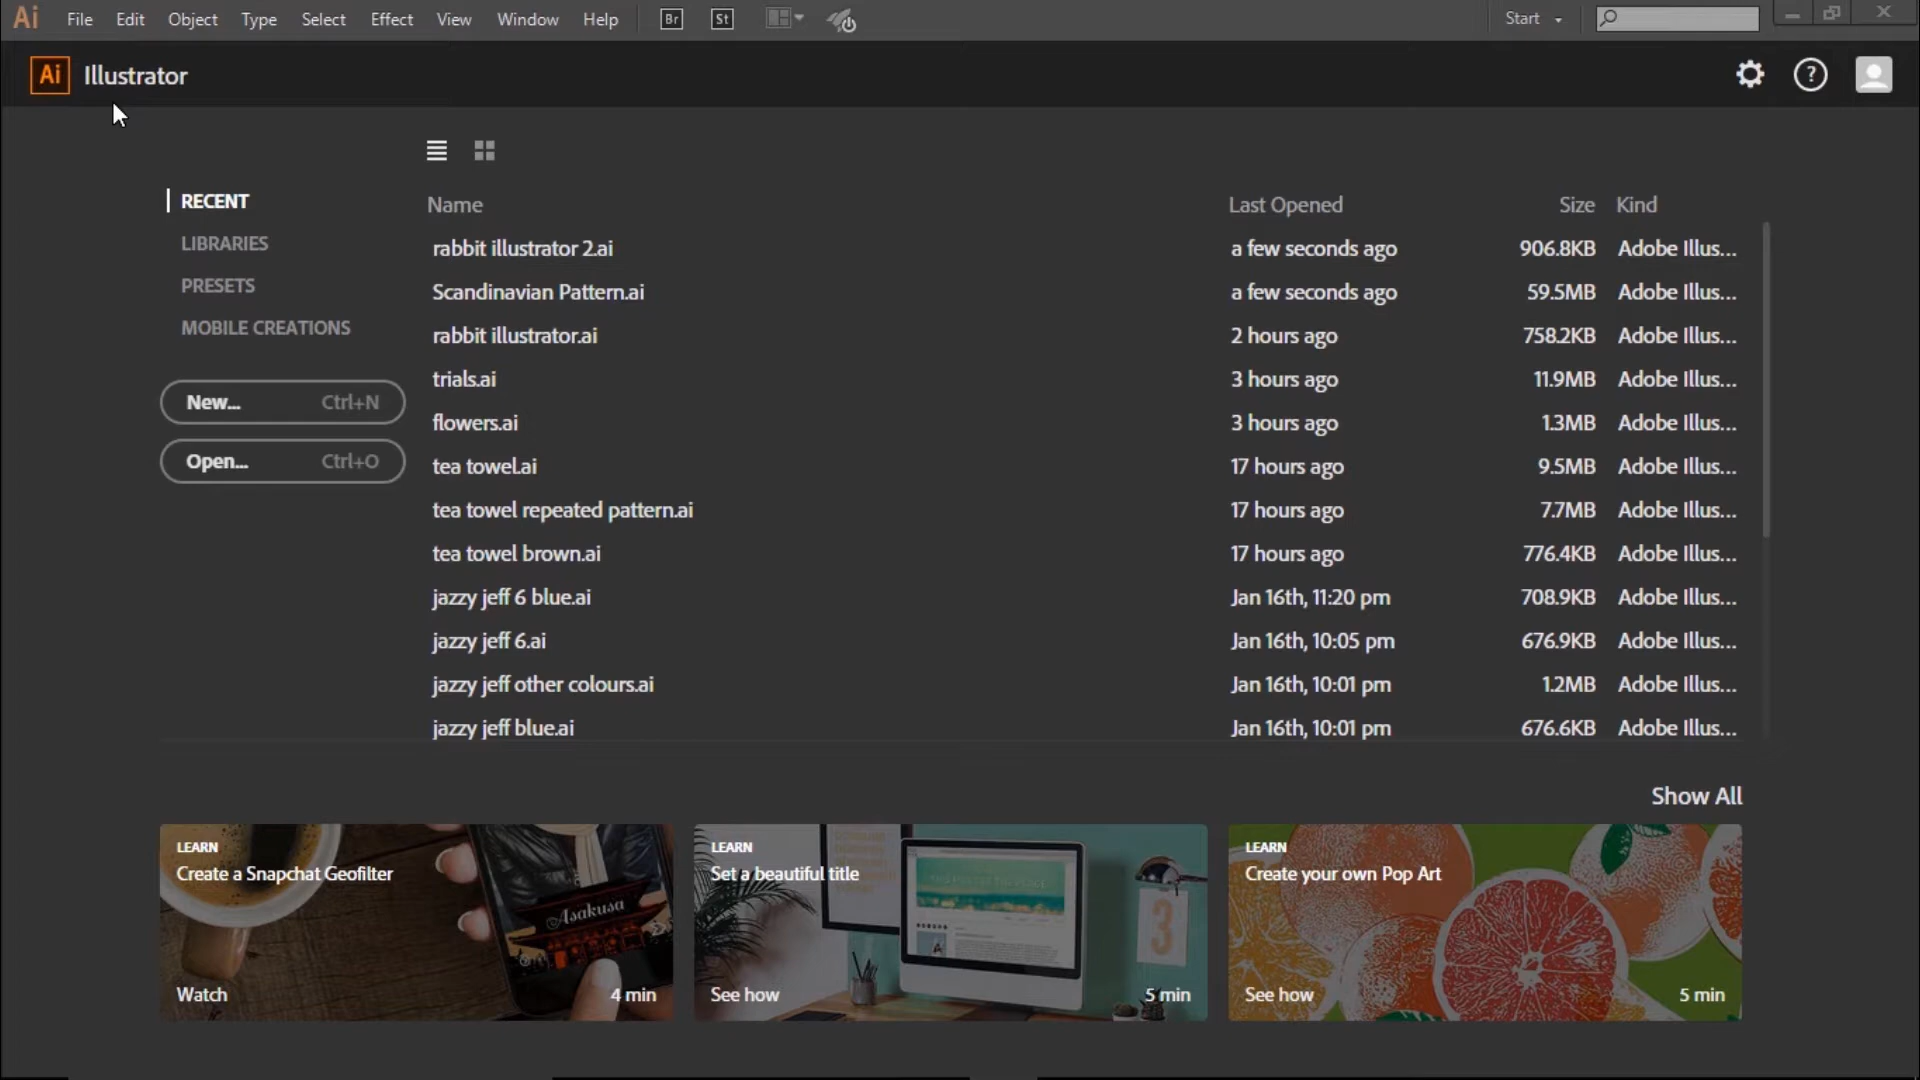 Ai File Edit Object Type Select Effect View Window Help Br St Start
Ai Illustrator ?
RECENT
LIBRARIES
PRESETS
MOBILE CREATIONS
New... Ctrl+N
Open... Ctrl+O
Name Last Opened Size Kind
rabbit illustrator 2.ai a few seconds ago 906.8KB Adobe Illus...
Scandinavian Pattern.ai a few seconds ago 59.5MB Adobe Illus...
rabbit illustrator.ai 2 hours ago 758.2KB Adobe Illus...
trials.ai 3 hours ago 11.9MB Adobe Illus...
flowers.ai 3 hours ago 1.3MB Adobe Illus...
tea towel.ai 17 hours ago 9.5MB Adobe Illus...
tea towel repeated pattern.ai 17 hours ago 7.7MB Adobe Illus...
tea towel brown.ai 17 hours ago 776.4KB Adobe Illus...
jazzy jeff 6 blue.ai Jan 16th, 11:20 pm 708.9KB Adobe Illus...
jazzy jeff 6.ai Jan 16th, 10:05 pm 676.9KB Adobe Illus...
jazzy jeff other colours.ai Jan 16th, 10:01 pm 1.2MB Adobe Illus...
jazzy jeff blue.ai Jan 16th, 10:01 pm 676.6KB Adobe Illus...
Show All
LEARN
Create a Snapchat Geofilter
Asakusa
Watch 4 min
LEARN
Set a beautiful title
3
See how 5 min
LEARN
Create your own Pop Art
See how 5 min